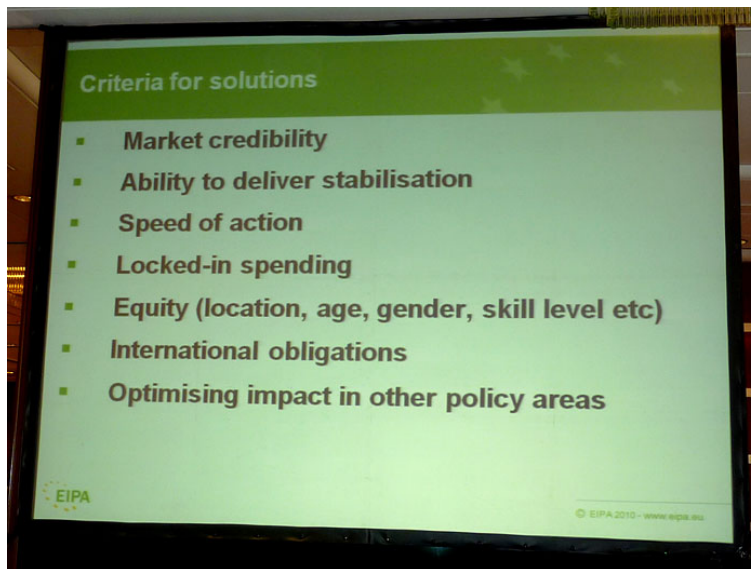 Criteria for solutions
Market credibility
Ability to deliver stabilisation
Speed of action
Locked-in spending
Equity (location, age, gender, skill level etc)
International obligations
Optimising impact in other policy areas
EIPA
© EIPA 2010 - www.eipa.eu